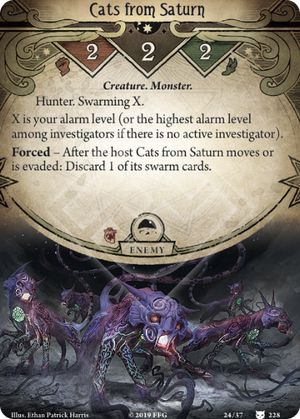 Cats from Saturn
2 2 2
Creature. Monster.
Hunter. Swarming X.
X is your alarm level (or the highest alarm level
among investigators if there is no active investigator).
Forced – After the host Cats from Saturn moves or
is evaded: Discard 1 of its swarm cards.
ENEMY
Illus. Ethan Patrick Harris © 2019 FFG 24/37 228